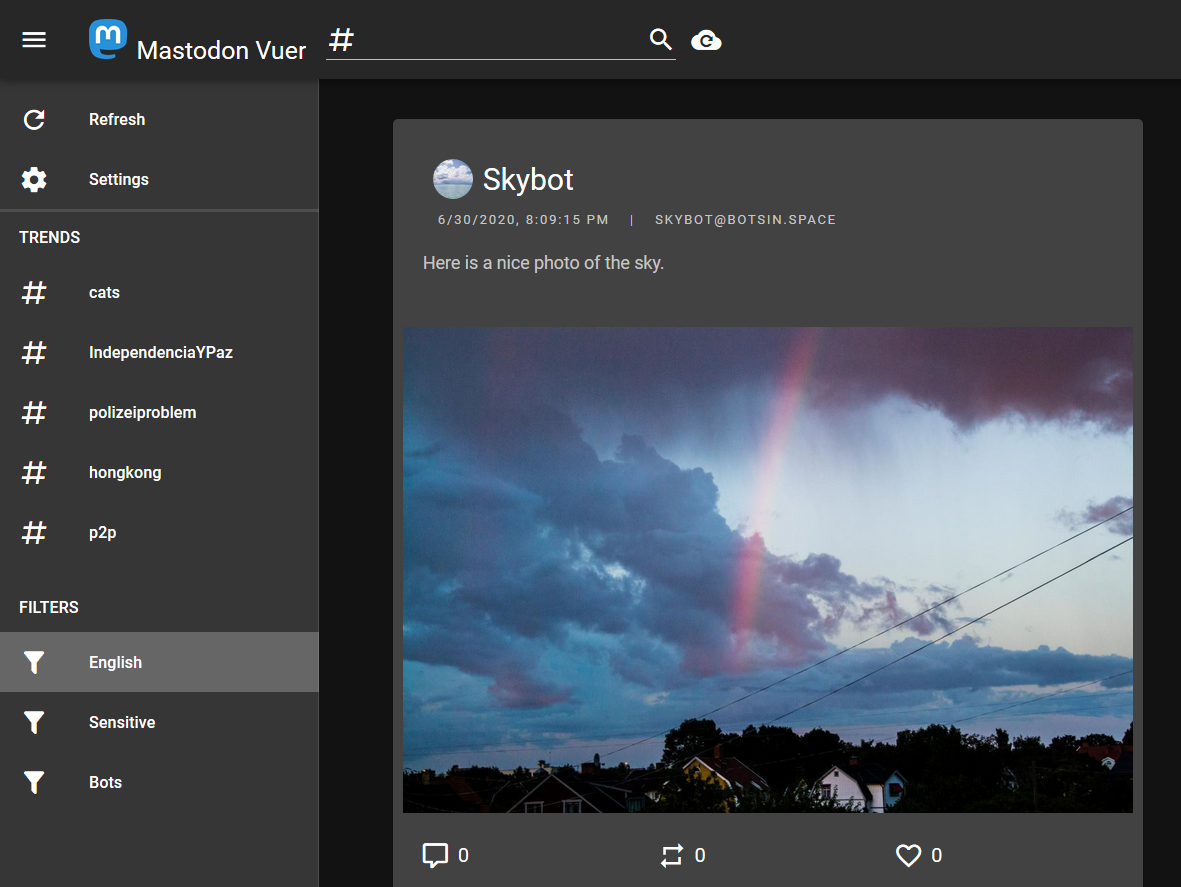 Mastodon Vuer
#
Refresh
Settings
TRENDS
# cats
# IndependenciaYPaz
# polizeiproblem
# hongkong
# p2p
FILTERS
English
Sensitive
Bots
Skybot
6/30/2020, 8:09:15 PM | SKYBOT@BOTSIN.SPACE
Here is a nice photo of the sky.
0 0 0